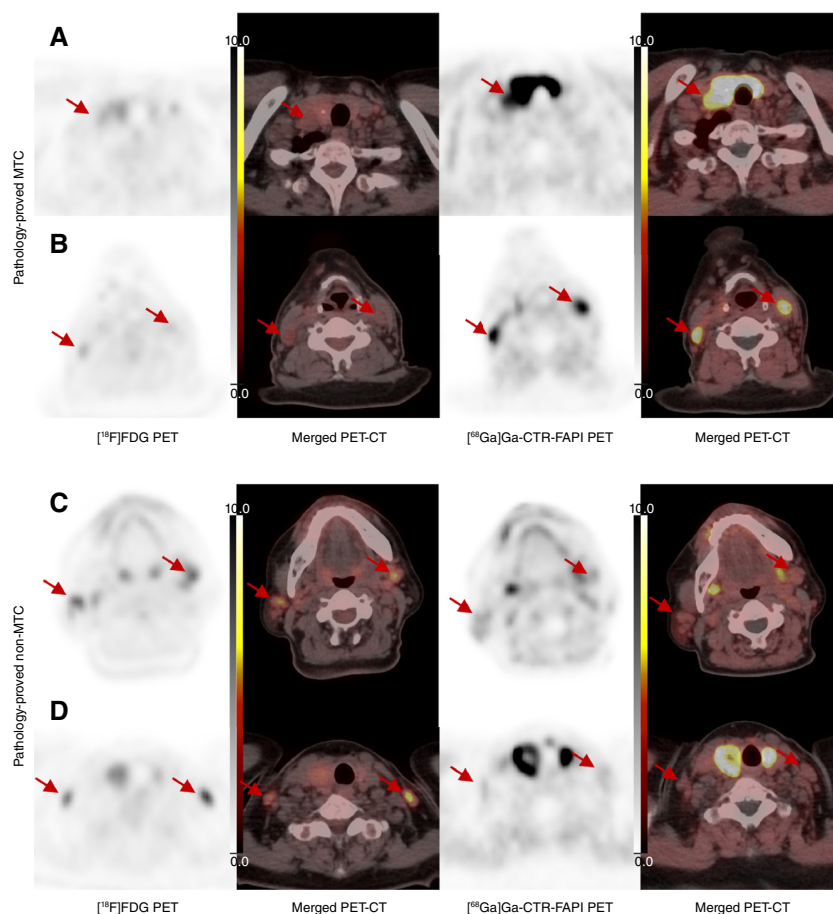 A
10.0
10.0
Pathology-proved MTC
B
0.0
0.0
[¹⁸F]FDG PET
Merged PET-CT
[⁶⁸Ga]Ga-CTR-FAPI PET
Merged PET-CT
C
10.0
10.0
Pathology-proved non-MTC
D
0.0
0.0
[¹⁸F]FDG PET
Merged PET-CT
[⁶⁸Ga]Ga-CTR-FAPI PET
Merged PET-CT